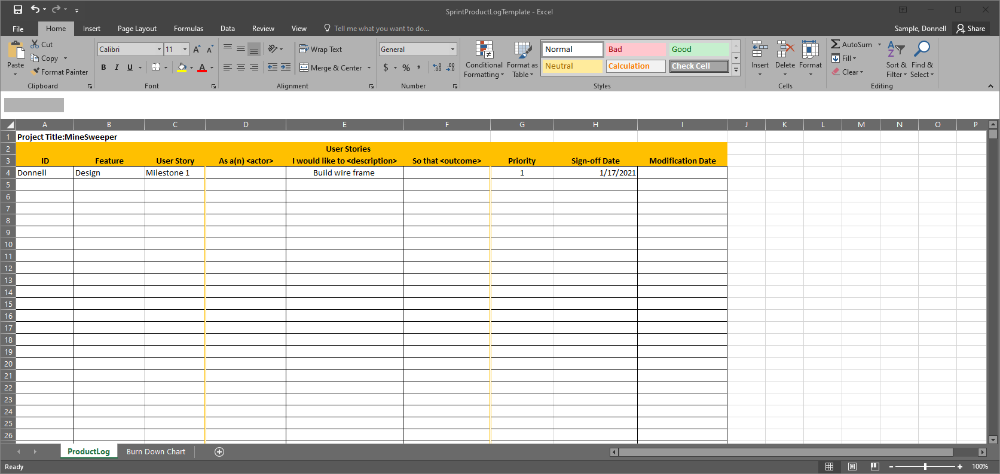 SprintProductLogTemplate - Excel
File Home Insert Page Layout Formulas Data Review View Tell me what you want to do... Sample, Donnell Share
Paste
Cut
Copy
Format Painter
Clipboard
Calibri 11
B I U A
Font
Wrap Text
Merge & Center
Alignment
General
$ % ,
Number
Conditional Formatting
Format as Table
Normal Bad Good
Neutral Calculation Check Cell
Styles
Insert Delete Format
Cells
AutoSum
Fill
Clear
Sort & Filter
Find & Select
Editing
A B C D E F G H I J K L M N O P
1 Project Title:MineSweeper
2 User Stories
3 ID Feature User Story As a(n) <actor> I would like to <description> So that <outcome> Priority Sign-off Date Modification Date
4 Donnell Design Milestone 1 Build wire frame 1 1/17/2021
5
6
7
8
9
10
11
12
13
14
15
16
17
18
19
20
21
22
23
24
25
26
ProductLog Burn Down Chart
Ready 100%